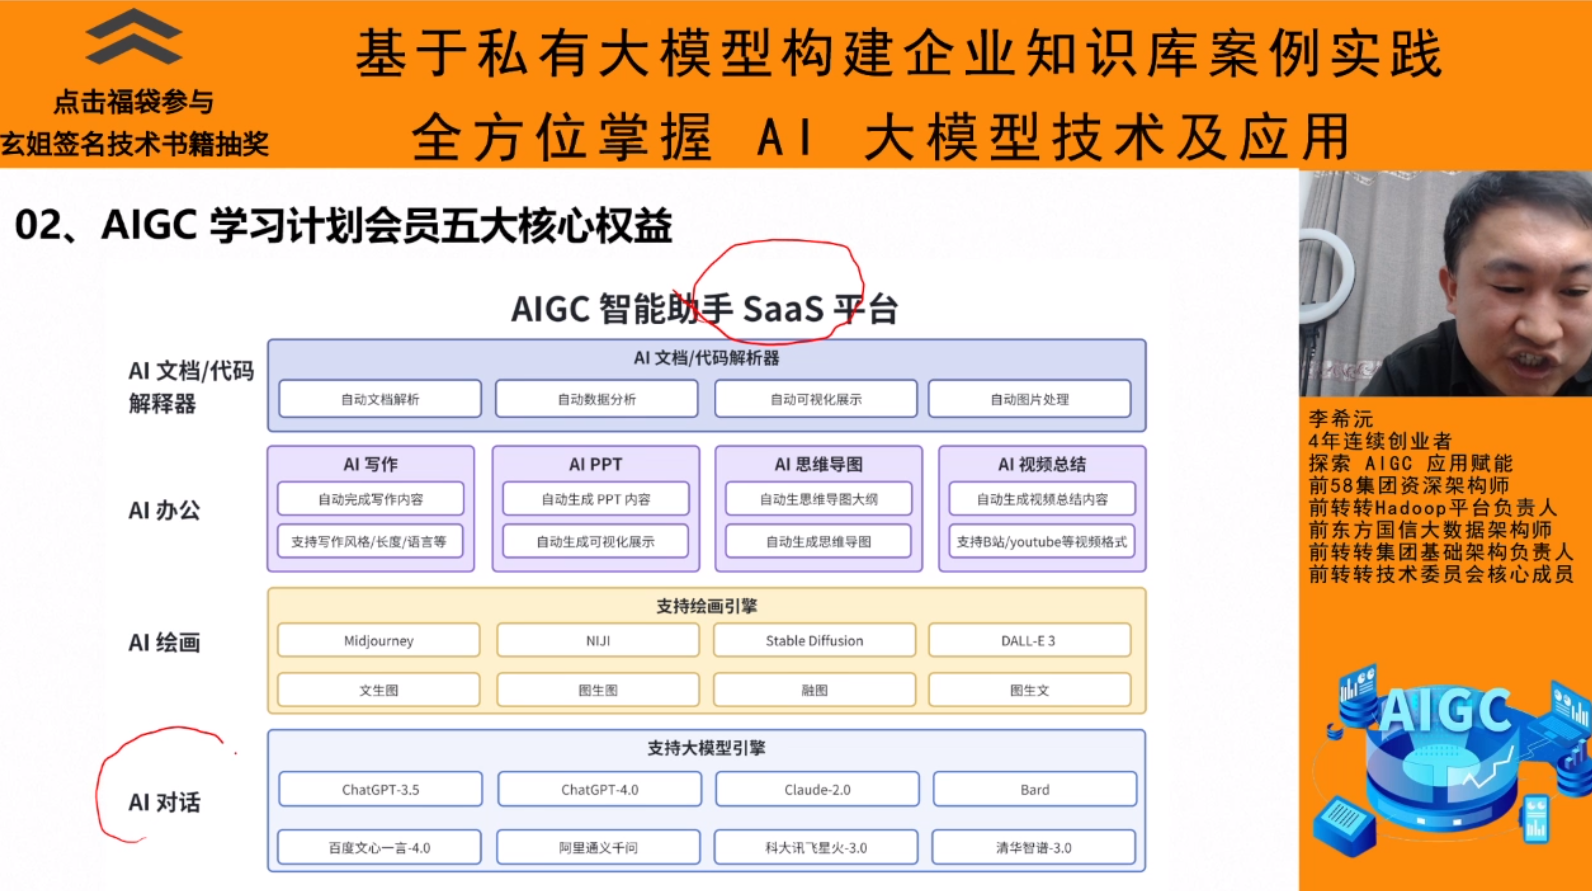 基于私有大模型构建企业知识库案例实践
全方位掌握 AI 大模型技术及应用
点击福袋参与
玄姐签名技术书籍抽奖
02、AIGC 学习计划会员五大核心权益
AIGC 智能助手 SaaS 平台
AI 文档/代码
解释器
AI 文档/代码解析器
自动文档解析
自动数据分析
自动可视化展示
自动图片处理
AI 办公
AI 写作
自动完成写作内容
支持写作风格/长度/语言等
AI PPT
自动生成 PPT 内容
自动生成可视化展示
AI 思维导图
自动生思维导图大纲
自动生成思维导图
AI 视频总结
自动生成视频总结内容
支持B站/youtube等视频格式
AI 绘画
支持绘画引擎
Midjourney
NIJI
Stable Diffusion
DALL-E 3
文生图
图生图
融图
图生文
AI 对话
支持大模型引擎
ChatGPT-3.5
ChatGPT-4.0
Claude-2.0
Bard
百度文心一言-4.0
阿里通义千问
科大讯飞星火-3.0
清华智谱-3.0
李希沅
4年连续创业者
探索 AIGC 应用赋能
前58集团资深架构师
前转转Hadoop平台负责人
前东方国信大数据架构师
前转转集团基础架构负责人
前转转技术委员会核心成员
AIGC